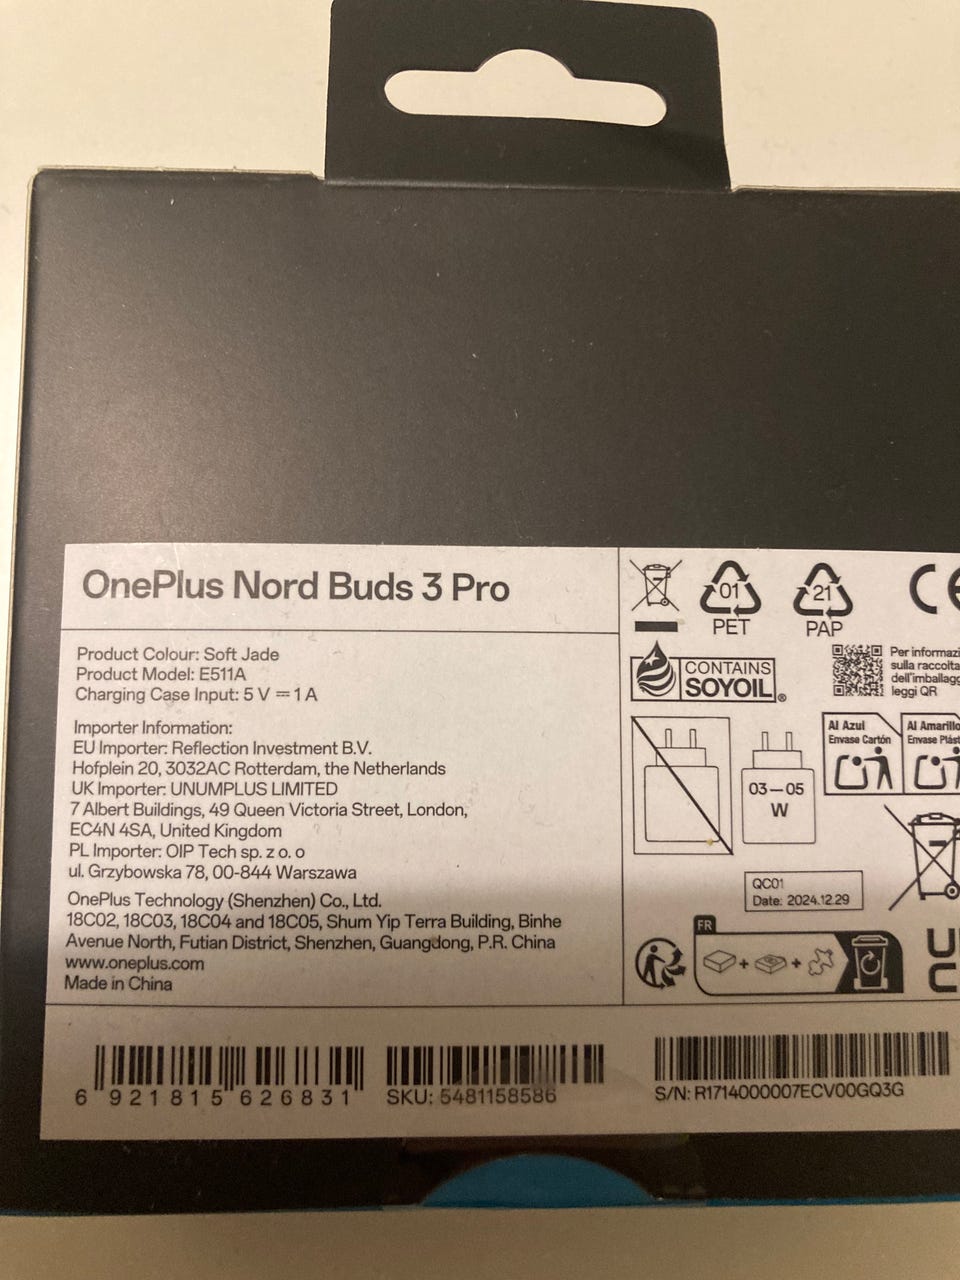 OnePlus Nord Buds 3 Pro
Product Colour: Soft Jade
Product Model: E511A
Charging Case Input: 5 V ⎓ 1 A
Importer Information:
EU Importer: Reflection Investment B.V.
Hofplein 20, 3032AC Rotterdam, the Netherlands
UK Importer: UNUMPLUS LIMITED
7 Albert Buildings, 49 Queen Victoria Street, London,
EC4N 4SA, United Kingdom
PL Importer: OIP Tech sp. z o. o
ul. Grzybowska 78, 00-844 Warszawa
OnePlus Technology (Shenzhen) Co., Ltd.
18C02, 18C03, 18C04 and 18C05, Shum Yip Terra Building, Binhe
Avenue North, Futian District, Shenzhen, Guangdong, P.R. China
www.oneplus.com
Made in China
01
PET
21
PAP
CE
CONTAINS
SOYOIL®
Per informazi
sulla raccolta
dell'imballagg
leggi QR
Al Azul
Envase Cartón
Al Amarillo
Envase Plást
03 – 05
W
QC01
Date: 2024.12.29
FR
+ +
U
C
6 921815 626831
SKU: 5481158586
S/N: R1714000007ECV00GQ3G